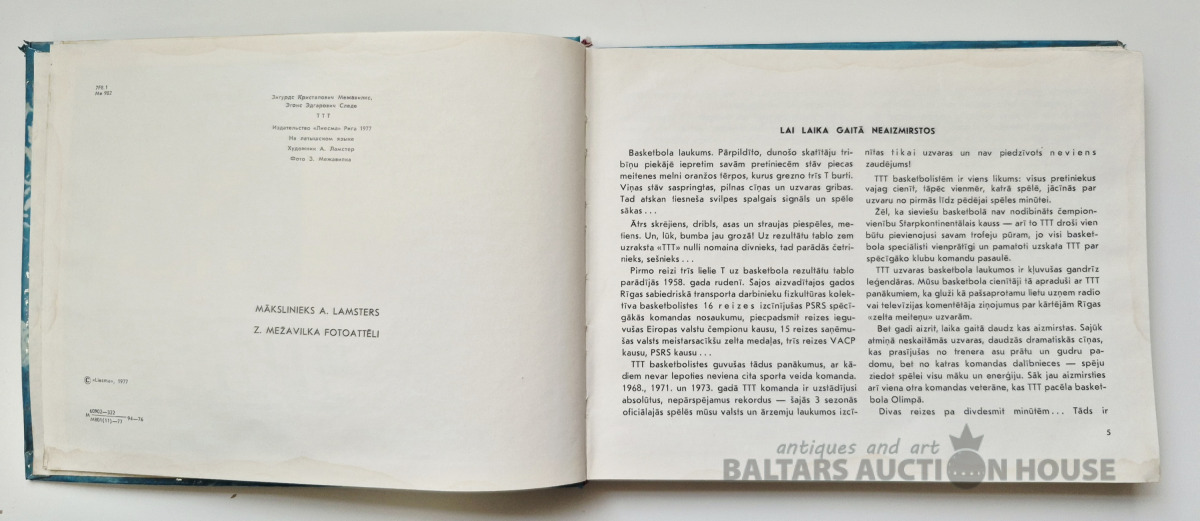 7РЯ.1
Ме 902
Зигурдс Кристапович Межавилкс,
Этанс Эдгарович Следе
ТТТ
Издательство «Лиесма» Рига 1977
На латышском языке
Художник А. Ламстер
Фото З. Межавилка
MĀKSLINIEKS A. LAMSTERS
Z. MEŽAVILKA FOTOATTĒLI
© «Liesma», 1977
M 60902—022
M801(11)—77 94—76
LAI LAIKA GAITĀ NEAIZMIRSTOS
Basketbola laukums. Pārpildīto, dunošo skatītāju tri-
bīņu piekājē iepretim savām pretiniecēm stāv piecas
meitenes melni oranžos tērpos, kurus grezno trīs T burti.
Viņas stāv saspringtas, pilnas cīņas un uzvaras gribas.
Tad atskan tiesneša svilpes spalgais signāls un spēle
sākas . . .
Ātrs skrējiens, dribls, asas un straujas piespēles, me-
tiens. Un, lūk, bumba jau grozā! Uz rezultātu tablo zem
uzraksta «TTT» nulli nomaina divnieks, tad parādās četri-
nieks, sešnieks . . .
Pirmo reizi trīs lielie T uz basketbola rezultātu tablo
parādījās 1958. gada rudenī. Šajos aizvadītajos gados
Rīgas sabiedriskā transporta darbinieku fizkultūras kolek-
tīva basketbolistes 16 reizes izcīnījušas PSRS spēcī-
gākās komandas nosaukumu, piecpadsmit reizes iegu-
vušas Eiropas valstu čempionu kausu, 15 reizes saņēmu-
šas valsts meistarsacīkšu zelta medaļas, trīs reizes VACP
kausu, PSRS kausu . . .
TTT basketbolistes guvušas tādus panākumus, ar kā-
diem nevar lepoties neviena cita sporta veida komanda.
1968., 1971. un 1973. gadā TTT komanda ir uzstādījusi
absolūtus, nepārspējamus rekordus — šajās 3 sezonās
oficiālajās spēlēs mūsu valsts un ārzemju laukumos izcī-
nītas tikai uzvaras un nav piedzīvots neviens
zaudējums!
TTT basketbolistēm ir viens likums: visus pretiniekus
vajag cienīt, tāpēc vienmēr, katrā spēlē, jācīnās par
uzvaru no pirmās līdz pēdējai spēles minūtei.
Žēl, ka sieviešu basketbolā nav nodibināts čempion-
vienību Starpkontinentālais kauss — arī to TTT droši vien
būtu pievienojusi savam trofeju pūram, jo visi basket-
bola speciālisti vienprātīgi un pamatoti uzskata TTT par
spēcīgāko klubu komandu pasaulē.
TTT uzvaras basketbola laukumos ir kļuvušas gandrīz
leģendāras. Mūsu basketbola cienītāji tā apraduši ar TTT
panākumiem, ka gluži kā pašsaprotamu lietu uzņem radio
vai televīzijas komentētāja ziņojumus par kārtējām Rīgas
«zelta meiteņu» uzvarām.
Bet gadi aizrit, laika gaitā daudz kas aizmirstas. Sajūk
atmiņā neskaitāmās uzvaras, daudzās dramatiskās cīņas,
kas prasījušas no trenera asu prātu un gudru pa-
domu, bet no katras komandas dalībnieces — spēju
ziedot spēlei visu māku un enerģiju. Sāk jau aizmirsties
arī viena otra komandas veterāne, kas TTT pacēla basket-
bola Olimpā.
Divas reizes pa divdesmit minūtēm... Tāds ir
5
antiques and art
BALTARS AUCTION HOUSE